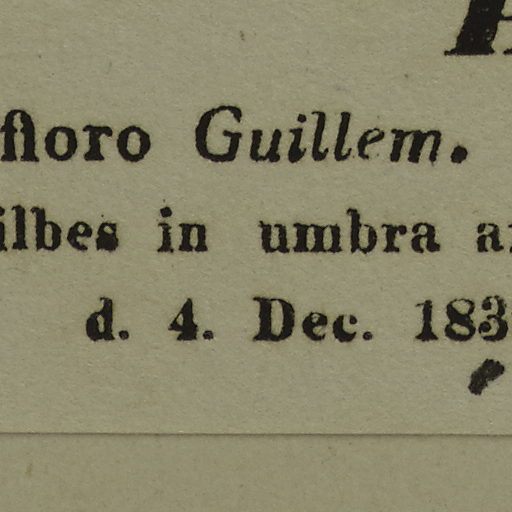 floro Guillem.
ilbes in umbra
d. 4. Dec. 183